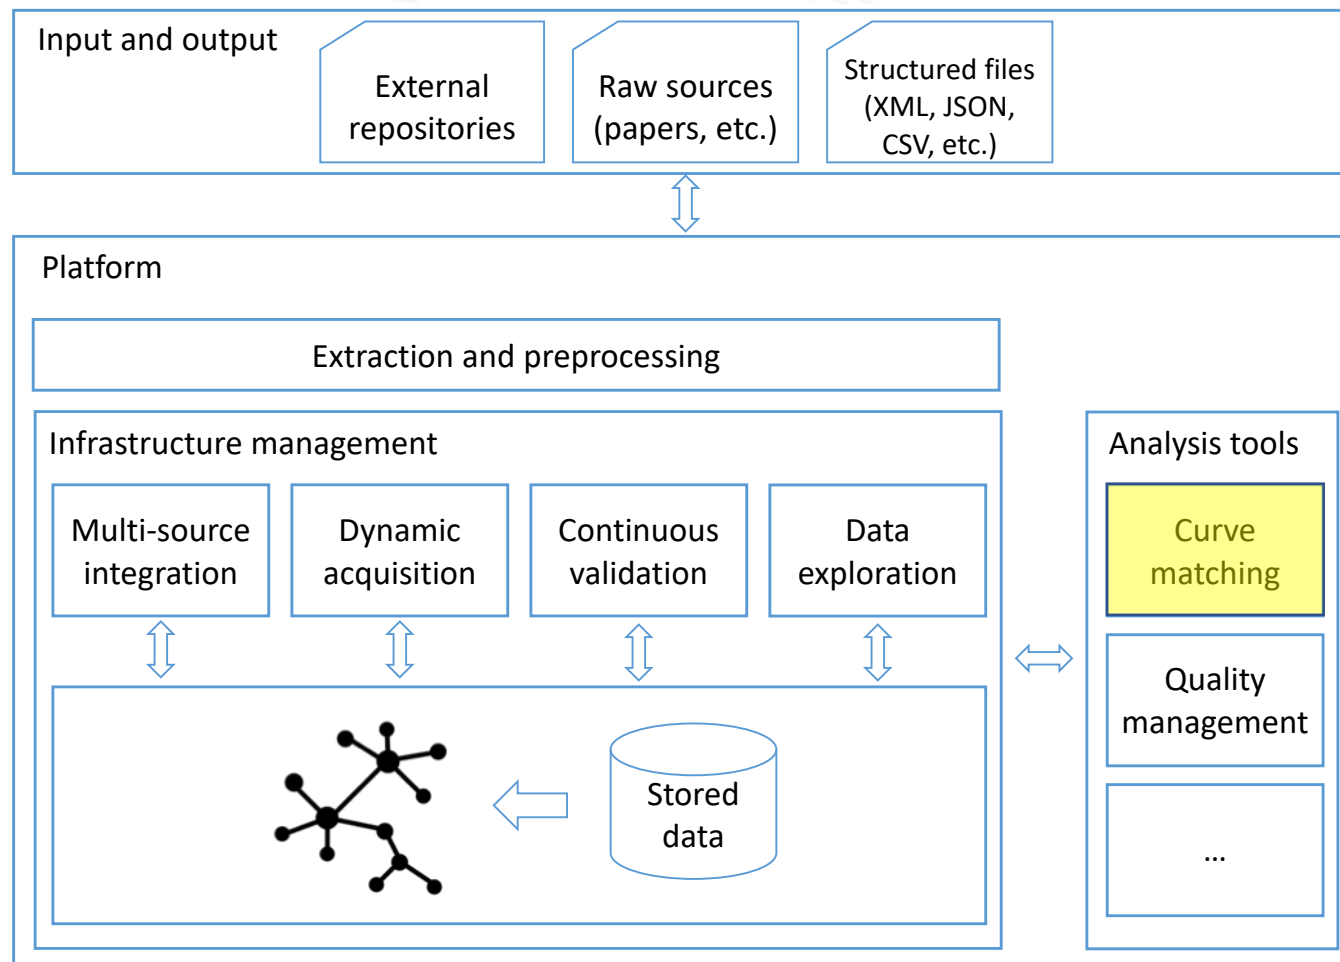 Input and output
External
repositories
Raw sources
(papers, etc.)
Structured files
(XML, JSON,
CSV, etc.)
Platform
Extraction and preprocessing
Infrastructure management
Multi-source
integration
Dynamic
acquisition
Continuous
validation
Data
exploration
Stored
data
Analysis tools
Curve
matching
Quality
management
...